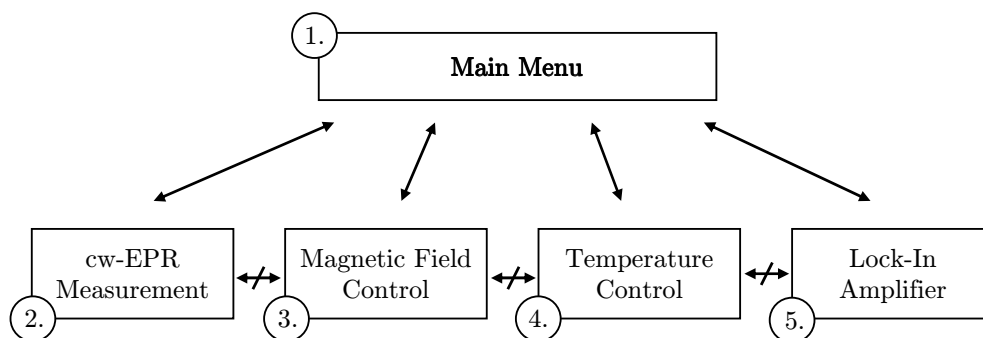 1.
Main Menu
cw-EPR
Measurement
2.
Magnetic Field
Control
3.
Temperature
Control
4.
Lock-In
Amplifier
5.